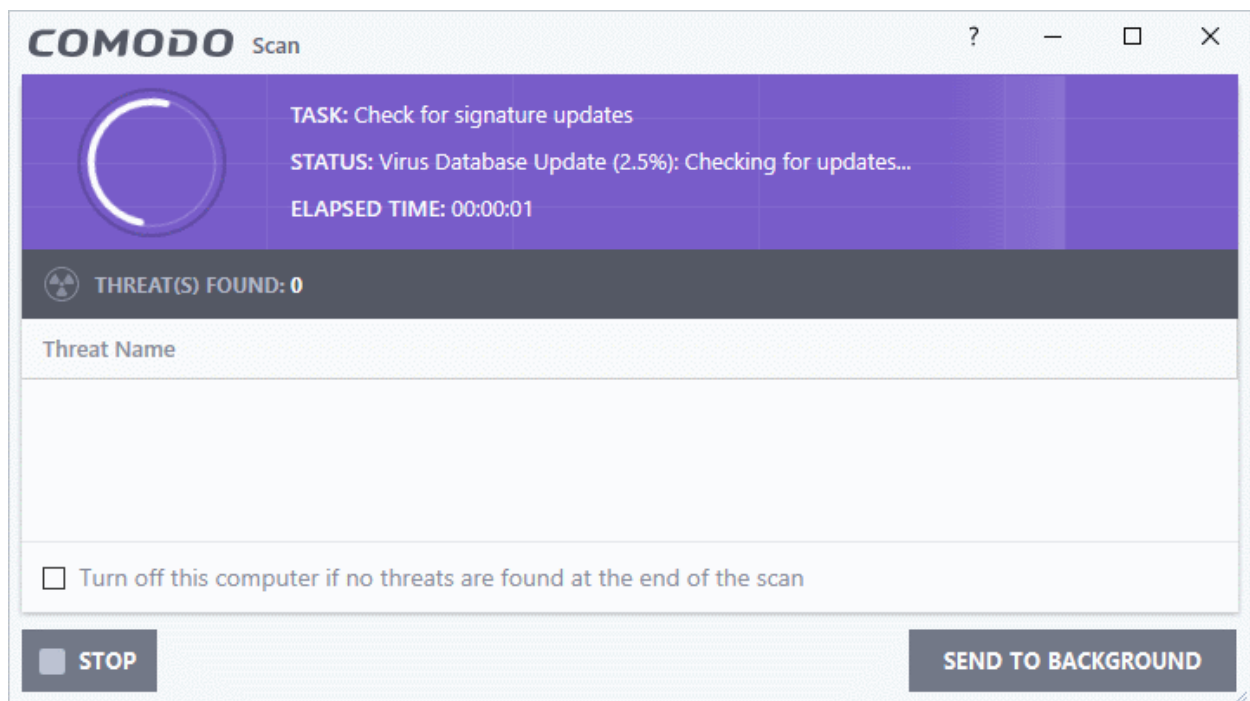 COMODO Scan ?
TASK: Check for signature updates
STATUS: Virus Database Update (2.5%): Checking for updates...
ELAPSED TIME: 00:00:01
THREAT(S) FOUND: 0
Threat Name
Turn off this computer if no threats are found at the end of the scan
STOP SEND TO BACKGROUND